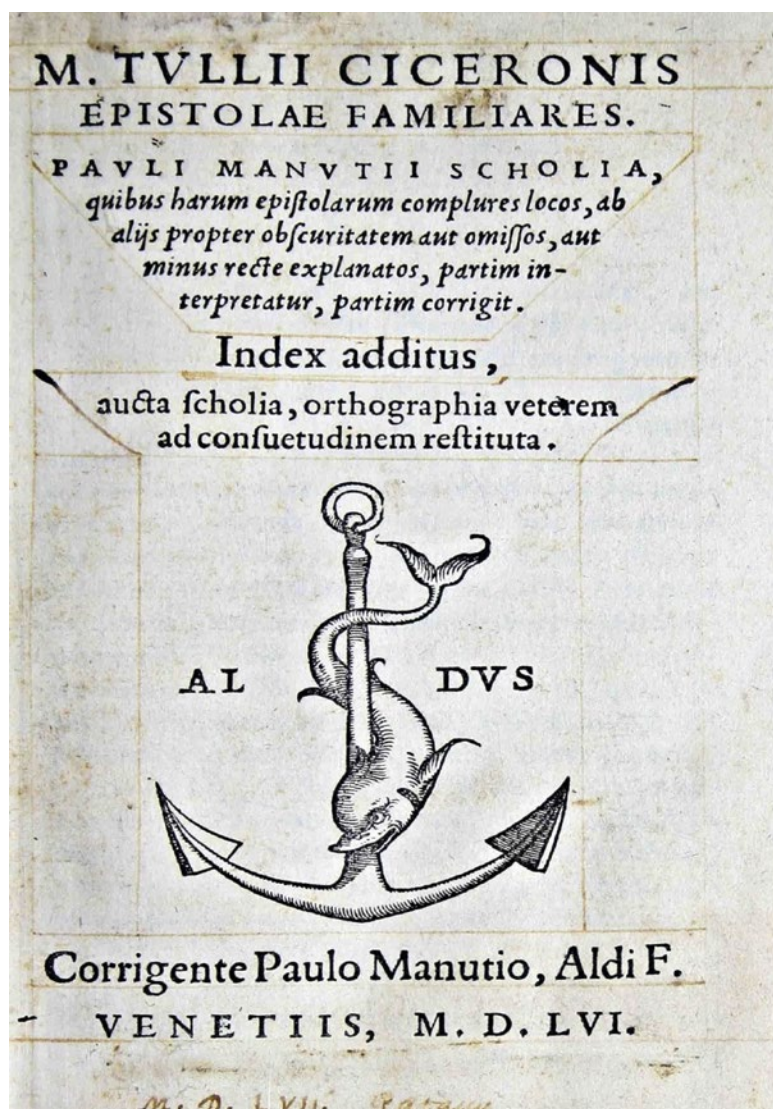 M. TVLLII CICERONIS
EPISTOLAE FAMILIARES.
PAVLI MANVTII SCHOLIA,
quibus harum epiſtolarum complures locos, ab
alijs propter obſcuritatem aut omiſſos, aut
minus recte explanatos, partim in-
terpretatur, partim corrigit.
Index additus,
aucta ſcholia, orthographia veterem
ad conſuetudinem reſtituta.
AL DVS
Corrigente Paulo Manutio, Aldi F.
VENETIIS, M. D. LVI.